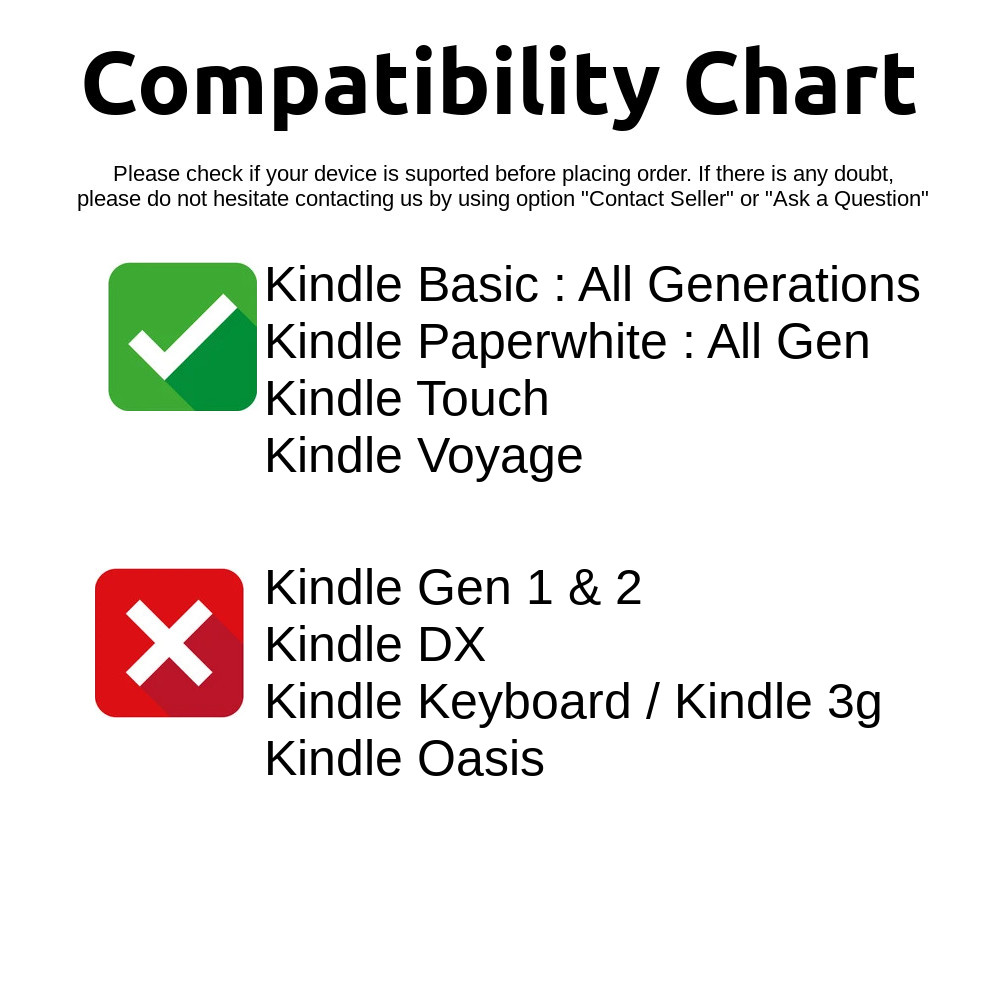 Compatibility Chart
Please check if your device is suported before placing order. If there is any doubt,
please do not hesitate contacting us by using option "Contact Seller" or "Ask a Question"
Kindle Basic : All Generations
Kindle Paperwhite : All Gen
Kindle Touch
Kindle Voyage
Kindle Gen 1 & 2
Kindle DX
Kindle Keyboard / Kindle 3g
Kindle Oasis